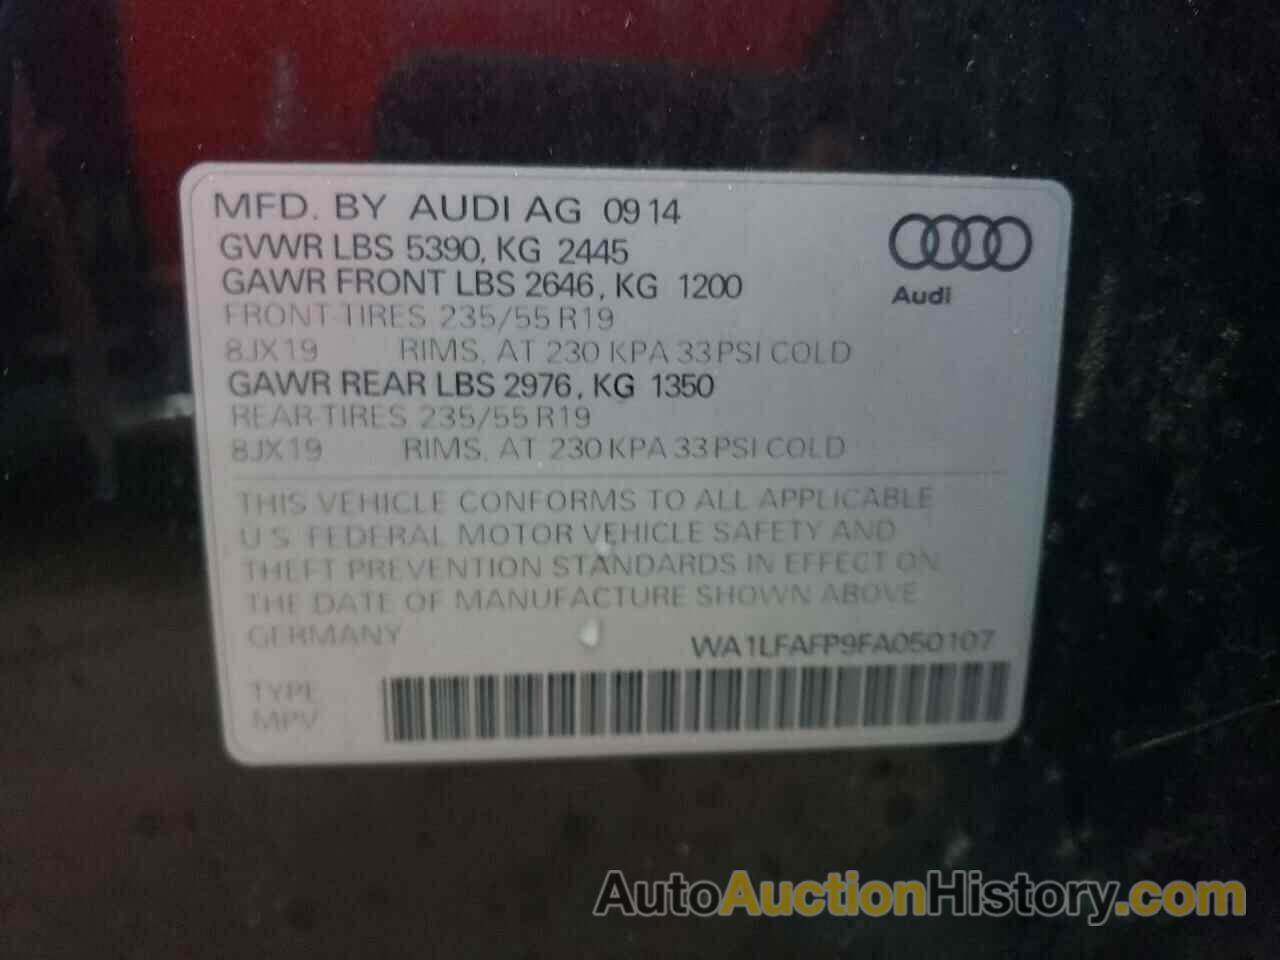 MFD. BY AUDI AG 0914
GVWR LBS 5390, KG 2445
GAWR FRONT LBS 2646, KG 1200
FRONT-TIRES 235/55 R19
8JX19 RIMS, AT 230 KPA 33 PSI COLD
GAWR REAR LBS 2976, KG 1350
REAR-TIRES 235/55 R19
8JX19 RIMS, AT 230 KPA 33 PSI COLD
Audi
THIS VEHICLE CONFORMS TO ALL APPLICABLE
U.S. FEDERAL MOTOR VEHICLE SAFETY AND
THEFT PREVENTION STANDARDS IN EFFECT ON
THE DATE OF MANUFACTURE SHOWN ABOVE
GERMANY WA1LFAFP9FA050107
TYPE
MPV
AutoAuctionHistory.com